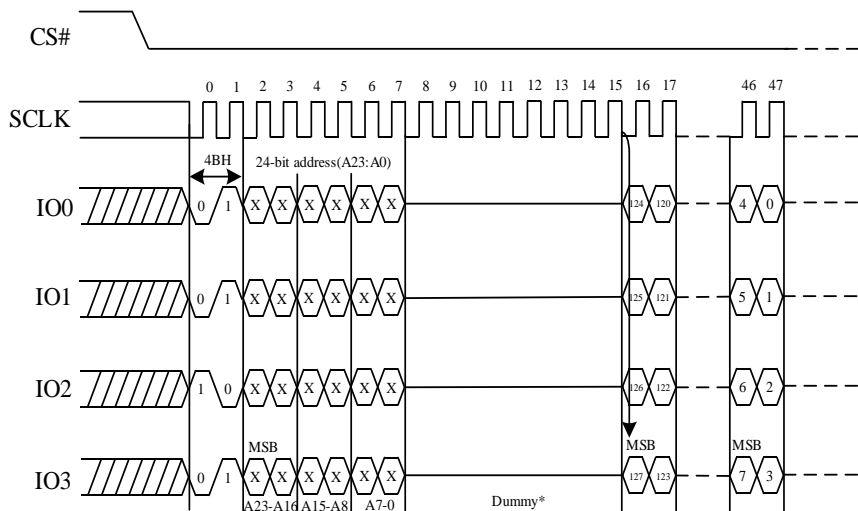 CS#
0 1 2 3 4 5 6 7 8 9 10 11 12 13 14 15 16 17 46 47
SCLK
4BH 24-bit address(A23:A0)
IO0 0 1 X X X X X X 124 120 4 0
IO1 0 1 X X X X X X 125 121 5 1
IO2 1 0 X X X X X X 126 122 6 2
MSB MSB MSB
IO3 0 1 X X X X X X 127 123 7 3
A23-A16 A15-A8 A7-0 Dummy*